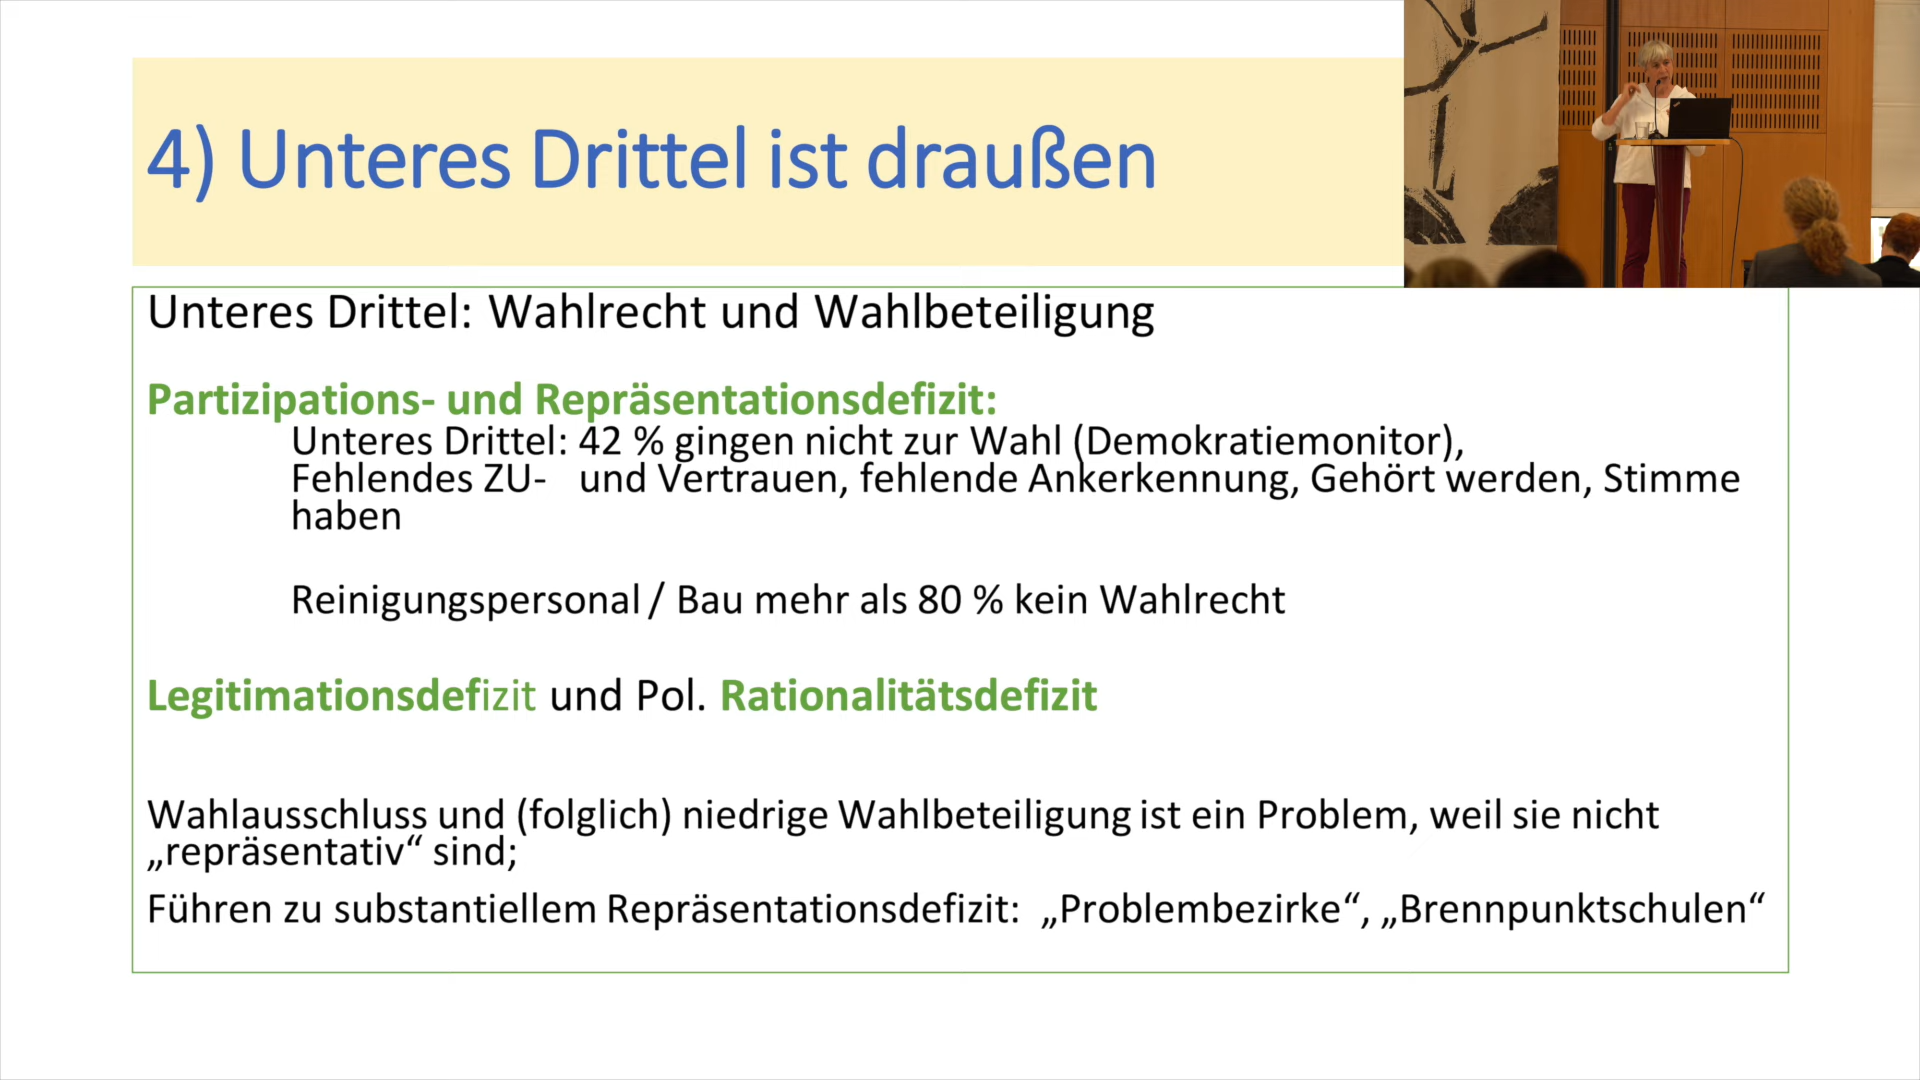 4) Unteres Drittel ist draußen
Unteres Drittel: Wahlrecht und Wahlbeteiligung
Partizipations- und Repräsentationsdefizit:
Unteres Drittel: 42 % gingen nicht zur Wahl (Demokratiemonitor),
Fehlendes ZU- und Vertrauen, fehlende Ankerkennung, Gehört werden, Stimme
haben
Reinigungspersonal / Bau mehr als 80 % kein Wahlrecht
Legitimationsdefizit und Pol. Rationalitätsdefizit
Wahlausschluss und (folglich) niedrige Wahlbeteiligung ist ein Problem, weil sie nicht
„repräsentativ“ sind;
Führen zu substantiellem Repräsentationsdefizit: „Problembezirke“, „Brennpunktschulen“